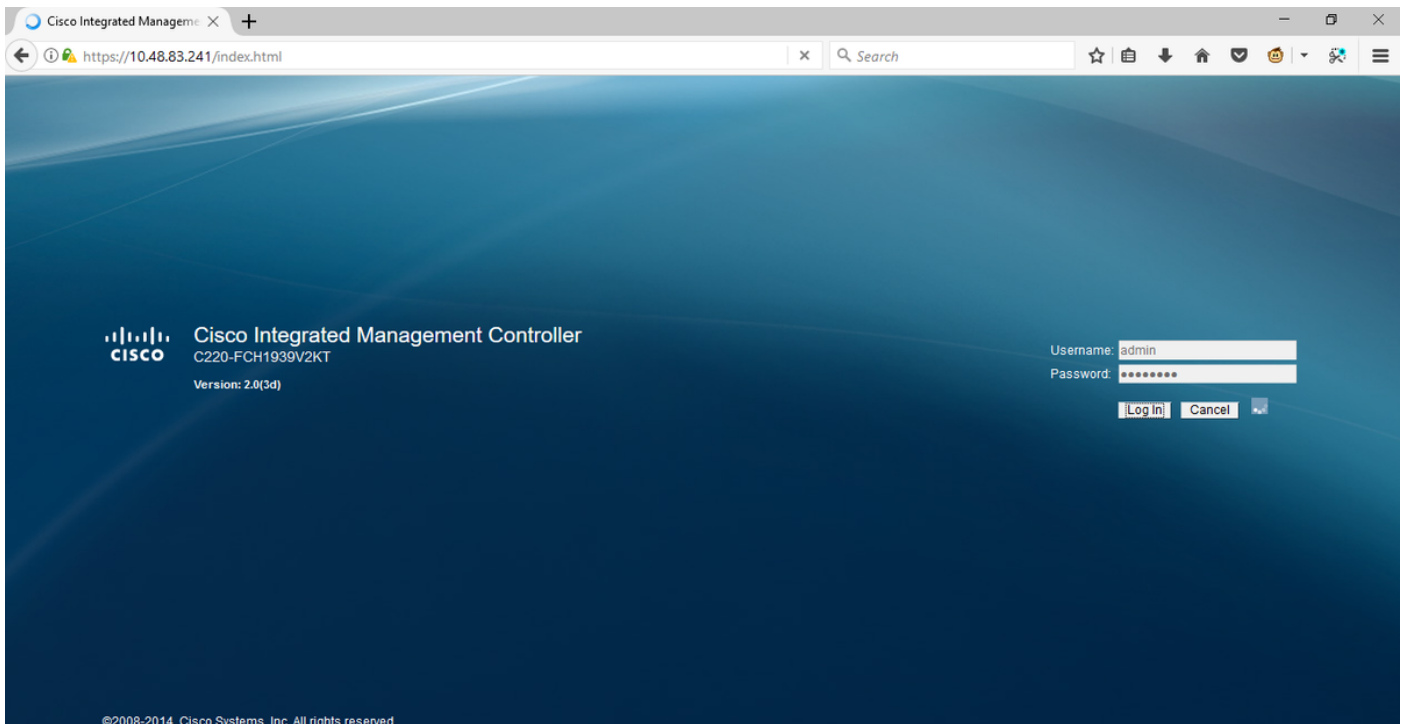 Cisco Integrated Manageme
https://10.48.83.241/index.html
Search
CISCO
Cisco Integrated Management Controller
C220-FCH1939V2KT
Version: 2.0(3d)
Username: admin
Password: ••••••••
Log In Cancel
©2008-2014, Cisco Systems, Inc. All rights reserved.